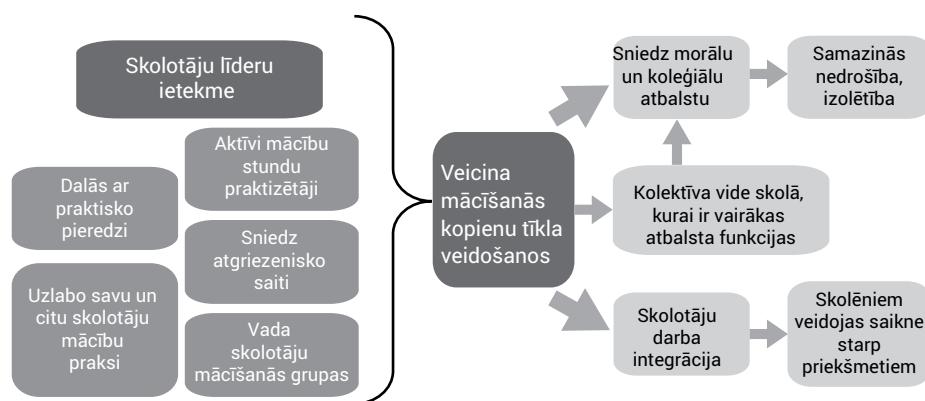 Skolotāju līderu
ietekme
Aktīvi mācību
stundu
praktizētāji
Dalās ar
praktisko
pieredzi
Sniedz
atgriezenisko
saiti
Uzlabo savu un
citu skolotāju
mācību
praksi
Vada
skolotāju
mācīšanās grupas
Veicina
mācīšanās
kopienu tīkla
veidošanos
Sniedz morālu
un koleģiālu
atbalstu
Samazinās
nedrošība,
izolētība
Kolektīva vide skolā,
kurai ir vairākas
atbalsta funkcijas
Skolotāju
darba
integrācija
Skolēniem
veidojas saikne
starp
priekšmetiem